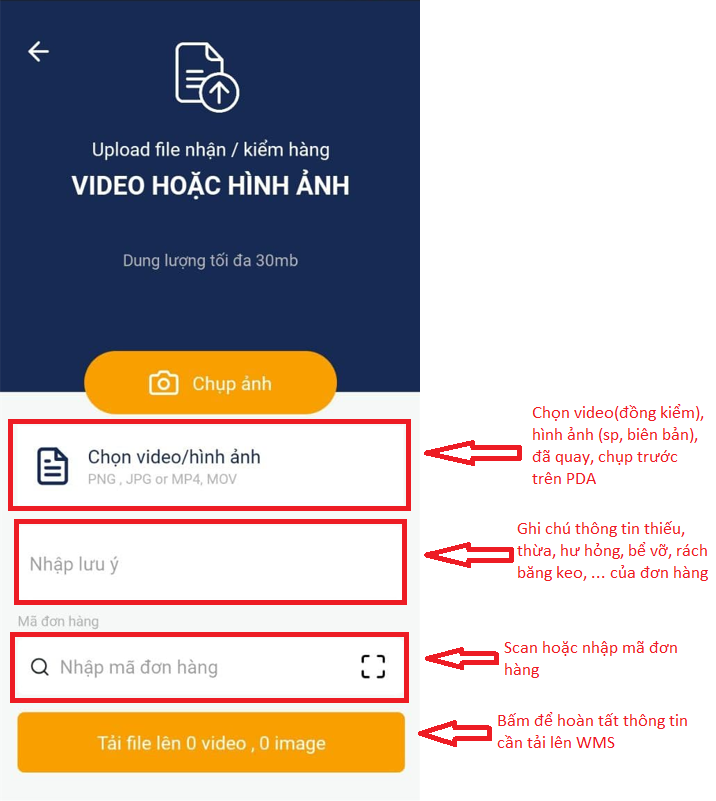 Upload file nhận / kiểm hàng
VIDEO HOẶC HÌNH ẢNH
Dung lượng tối đa 30mb
Chụp ảnh
Chọn video/hình ảnh
PNG , JPG or MP4, MOV
Chọn video(đồng kiểm),
hình ảnh (sp, biên bản),
đã quay, chụp trước
trên PDA
Nhập lưu ý
Ghi chú thông tin thiếu,
thừa, hư hỏng, bể vỡ, rách
băng keo, ... của đơn hàng
Mã đơn hàng
Nhập mã đơn hàng
Scan hoặc nhập mã đơn
hàng
Tải file lên 0 video , 0 image
Bấm để hoàn tất thông tin
cần tải lên WMS